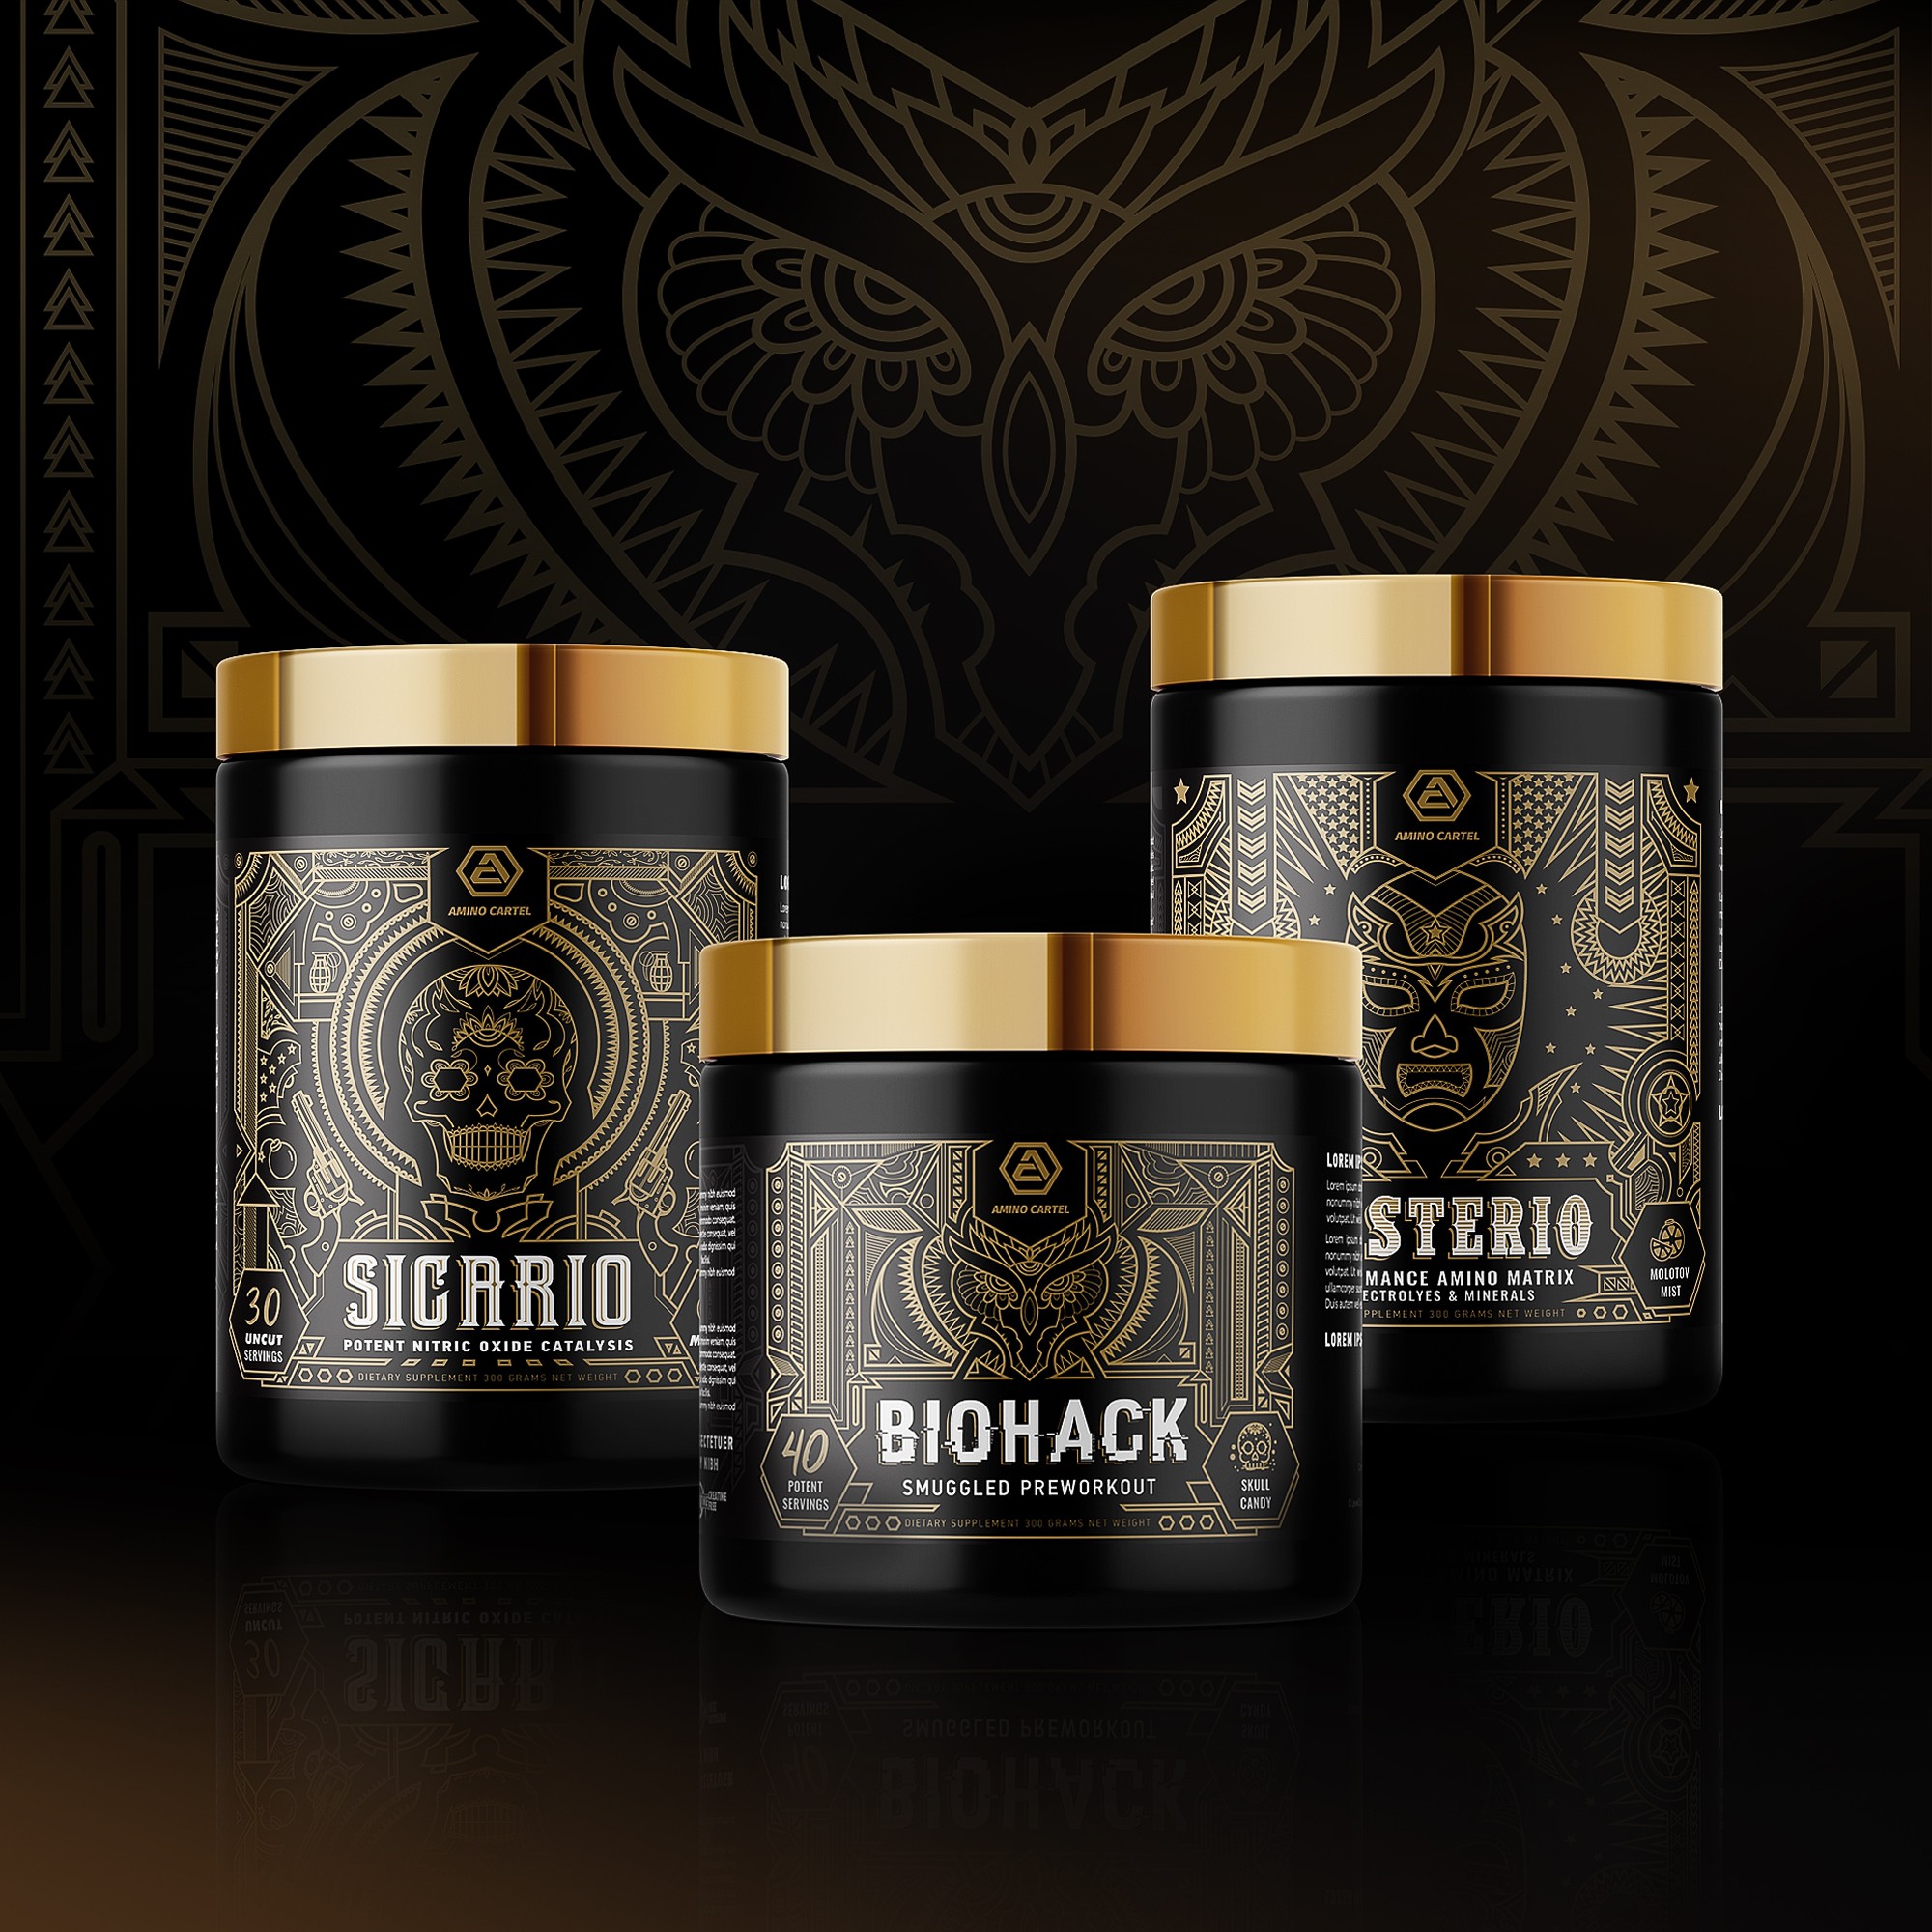 AMINO CARTEL
30
UNCUT
SERVINGS
SICARIO
POTENT NITRIC OXIDE CATALYSIS
DIETARY SUPPLEMENT 300 GRAMS NET WEIGHT
AMINO CARTEL
BIOHACK
SMUGGLED PREWORKOUT
40
POTENT
SERVINGS
SKULL
CANDY
DIETARY SUPPLEMENT 300 GRAMS NET WEIGHT
AMINO CARTEL
STERIO
MANCE AMINO MATRIX
ECTROLYES & MINERALS
PPLEMENT 300 GRAMS NET WEIGHT
MOLOTOV
MIST
LOREM IP
LOREM IPS